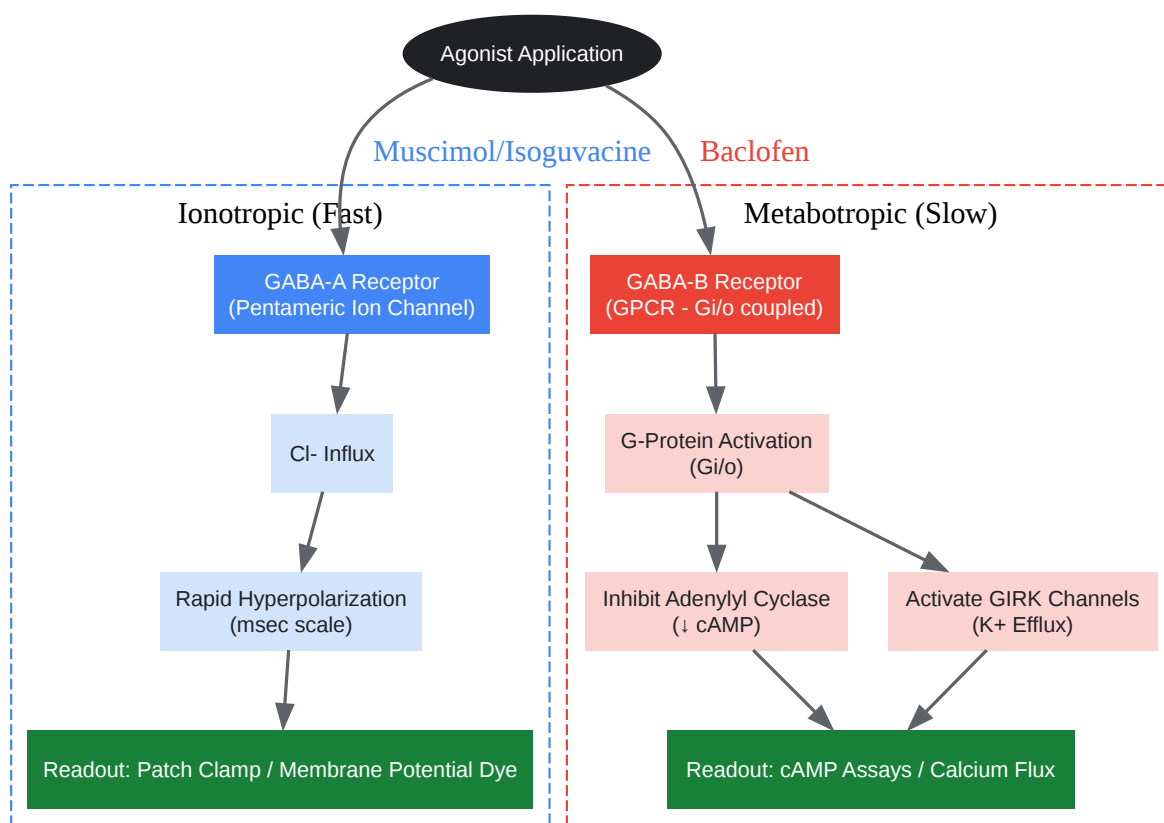 Agonist Application
Muscimol/Isoguvacine
Baclofen
Ionotropic (Fast)
Metabotropic (Slow)
GABA-A Receptor
(Pentameric Ion Channel)
GABA-B Receptor
(GPCR - Gi/o coupled)
Cl- Influx
G-Protein Activation
(Gi/o)
Rapid Hyperpolarization
(msec scale)
Inhibit Adenylyl Cyclase
(↓ cAMP)
Activate GIRK Channels
(K+ Efflux)
Readout: Patch Clamp / Membrane Potential Dye
Readout: cAMP Assays / Calcium Flux